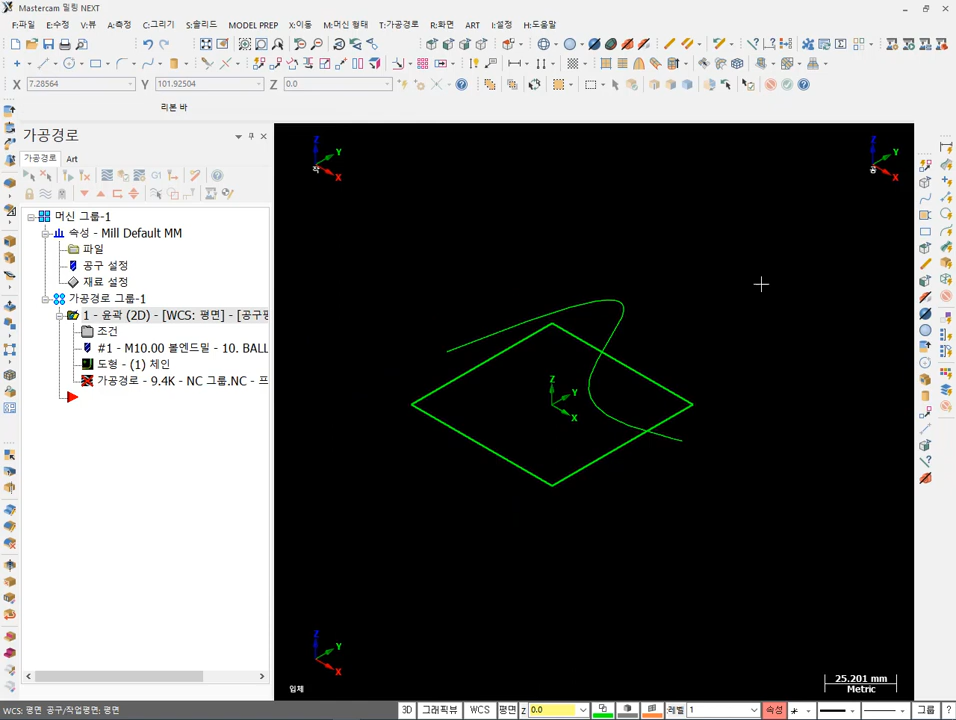 Mastercam 밀링 NEXT
F:파일 E:수정 V:뷰 A:측정 C:그리기 S:솔리드 MODEL PREP X:이동 M:머신 형태 T:가공경로 R:화면 ART I:설정 H:도움말
X 7.28564 Y 101.92504 Z 0.0
리본 바
가공경로
가공경로 Art
G1
머신 그룹-1
속성 - Mill Default MM
파일
공구 설정
재료 설정
가공경로 그룹-1
1 - 윤곽 (2D) - [WCS: 평면] - [공구평
조건
#1 - M10.00 볼엔드밀 - 10. BALL
도형 - (1) 체인
가공경로 - 9.4K - NC 그룹.NC - 프
Z Y X
Z Y X
Z Y X
Z Y X
25.201 mm
Metric
입체
WCS: 평면 공구/작업평면: 평면 3D 그래픽뷰 WCS 평면 Z 0.0 레벨 1 속성 그룹 ?